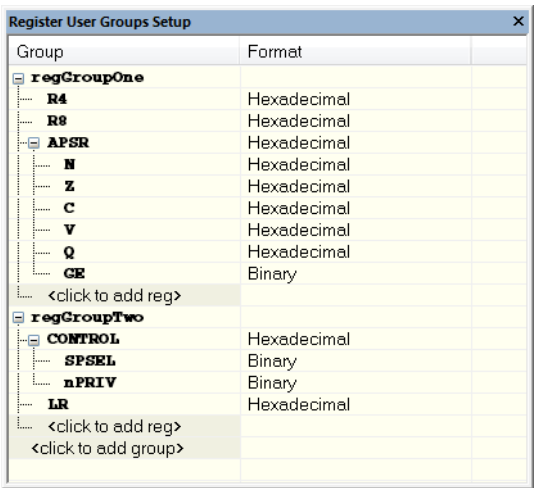 Register User Groups Setup
Group Format
regGroupOne
R4 Hexadecimal
R8 Hexadecimal
APSR Hexadecimal
N Hexadecimal
Z Hexadecimal
C Hexadecimal
V Hexadecimal
Q Hexadecimal
GE Binary
<click to add reg>
regGroupTwo
CONTROL Hexadecimal
SPSEL Binary
nPRIV Binary
LR Hexadecimal
<click to add reg>
<click to add group>